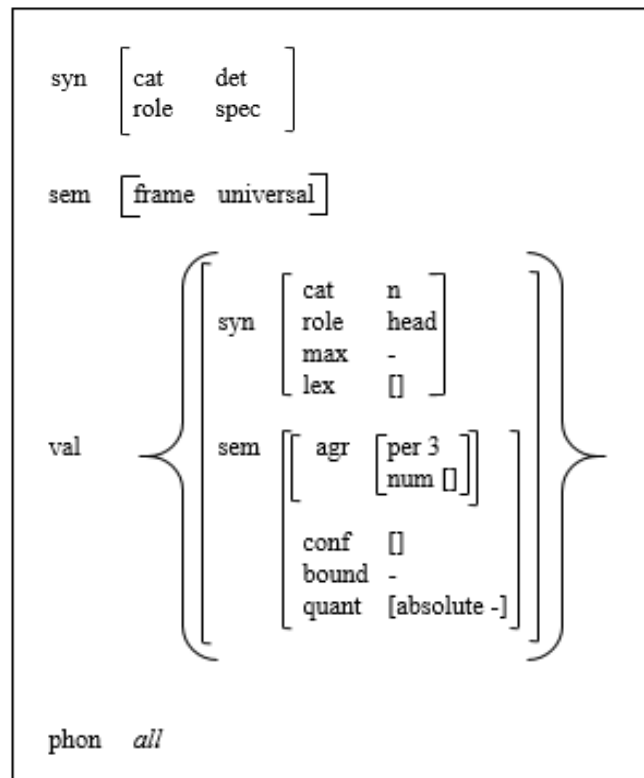 syn [cat det
role spec]
sem [frame universal]
syn [cat n
role head
max -
lex []]
val
sem [[agr [per 3
num []]]
conf []
bound -
quant [absolute -]]
phon all